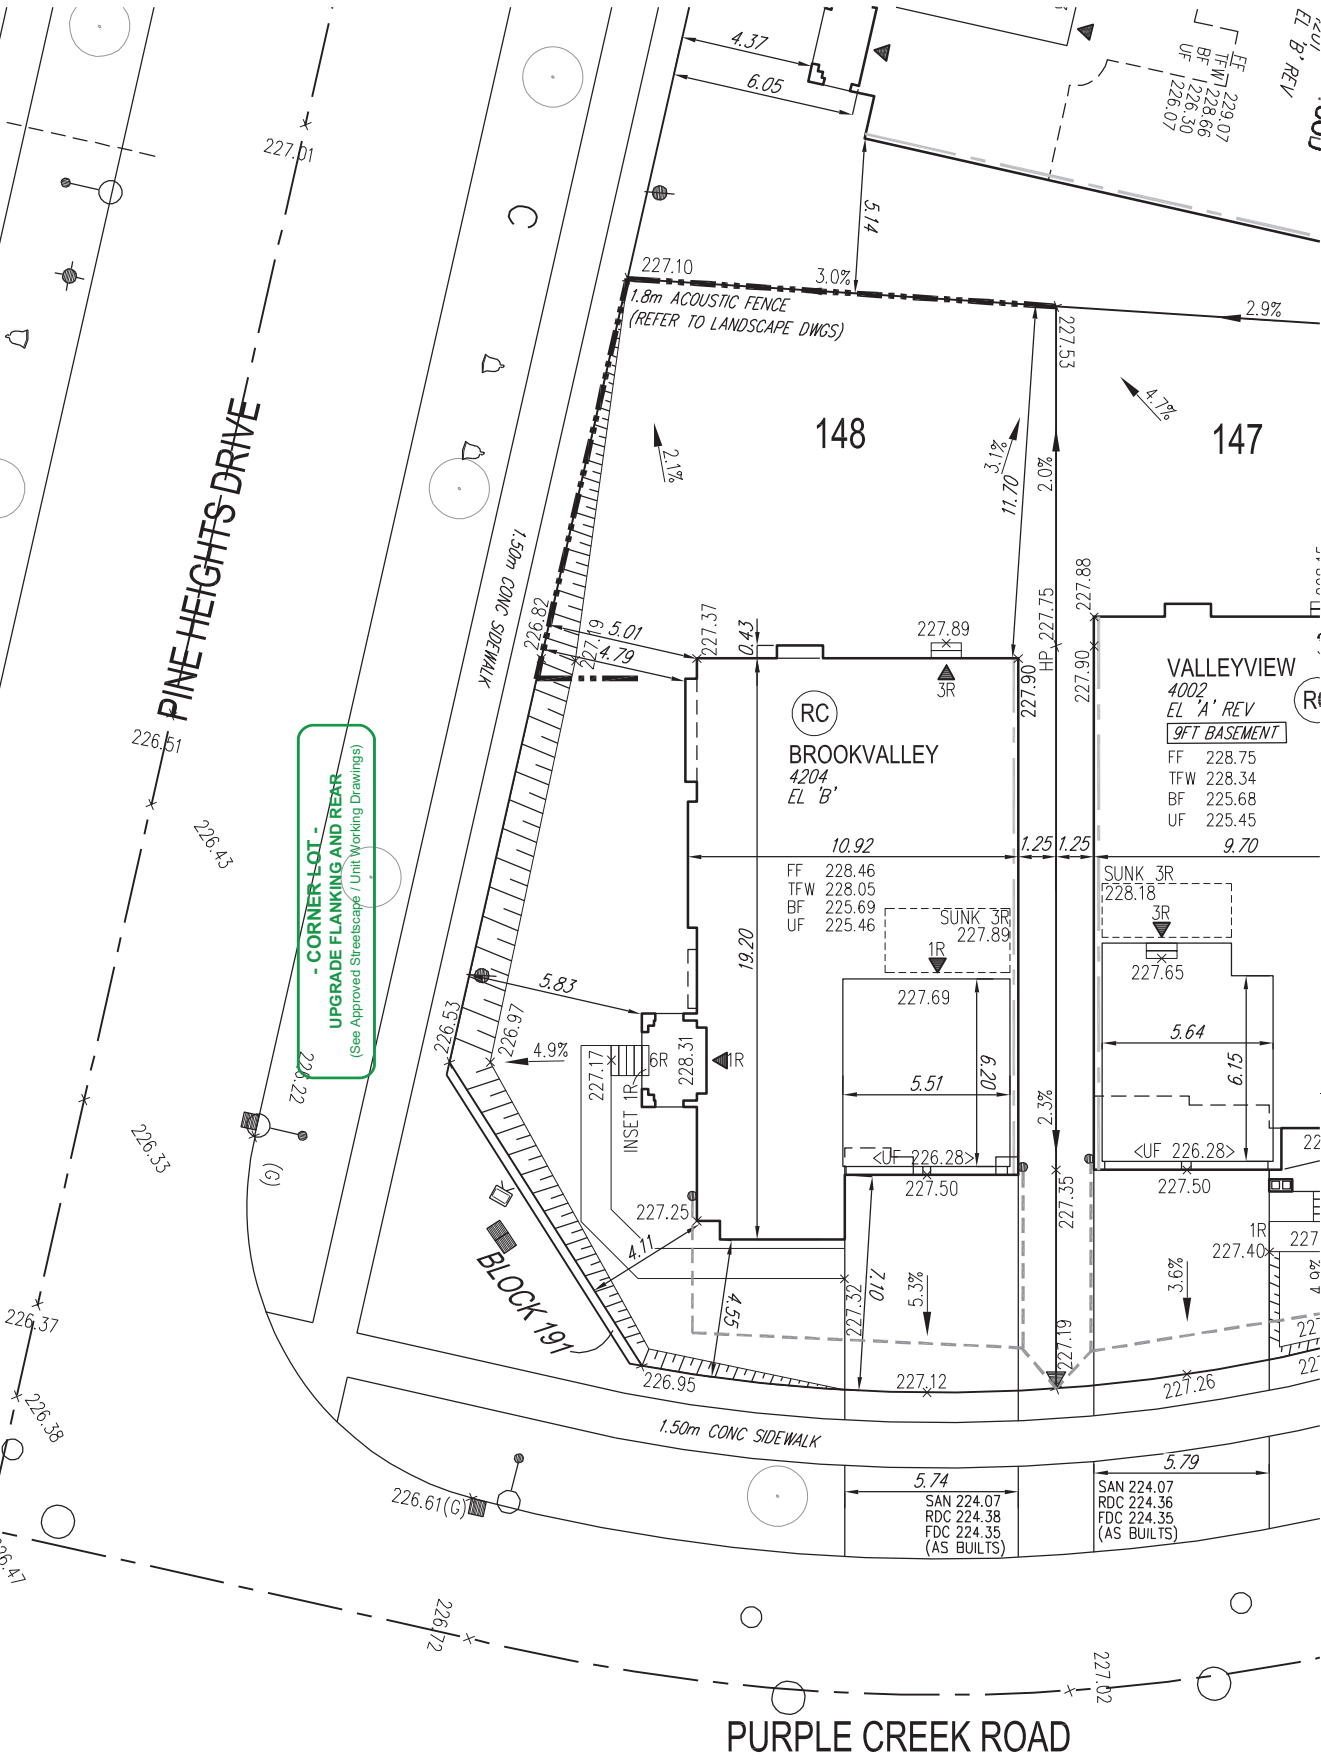 4.37
6.05
EL 'B' REV
FF 229.07
TFW 228.66
BF 226.30
UF 226.07
227.01
C
5.14
227.10
3.0%
1.8m ACOUSTIC FENCE
(REFER TO LANDSCAPE DWGS)
2.9%
227.53
4.7%
148
147
2.1%
3.1%
11.70
2.0%
PINE HEIGHTS DRIVE
1.50m CONC SIDEWALK
226.82
227.19
5.01
4.79
227.37
0.43
227.89
3R
227.90
HP 227.75
227.88
227.90
VALLEYVIEW
4002
EL 'A' REV
9FT BASEMENT
FF 228.75
TFW 228.34
BF 225.68
UF 225.45
RC
BROOKVALLEY
4204
EL 'B'
226.51
- CORNER LOT -
UPGRADE FLANKING AND REAR
(See Approved Streetscape / Unit Working Drawings)
226.43
10.92
1.25
1.25
9.70
FF 228.46
TFW 228.05
BF 225.69
UF 225.46
SUNK 3R
227.89
1R
SUNK 3R
228.18
3R
19.20
5.83
227.69
227.65
226.53
226.97
4.9%
227.17
6R
228.31
1R
INSET 1R
5.51
6.20
5.64
6.15
2.3%
226.22
226.33
(G)
<UF 226.28>
227.50
<UF 226.28>
227.50
227.35
227.25
4.11
BLOCK 191
4.55
227.32
7.10
5.3%
3.6%
1R
227.40
226.37
226.95
227.12
227.19
227.26
226.38
1.50m CONC SIDEWALK
226.61(G)
5.74
SAN 224.07
RDC 224.38
FDC 224.35
(AS BUILTS)
5.79
SAN 224.07
RDC 224.36
FDC 224.35
(AS BUILTS)
226.72
227.02
PURPLE CREEK ROAD